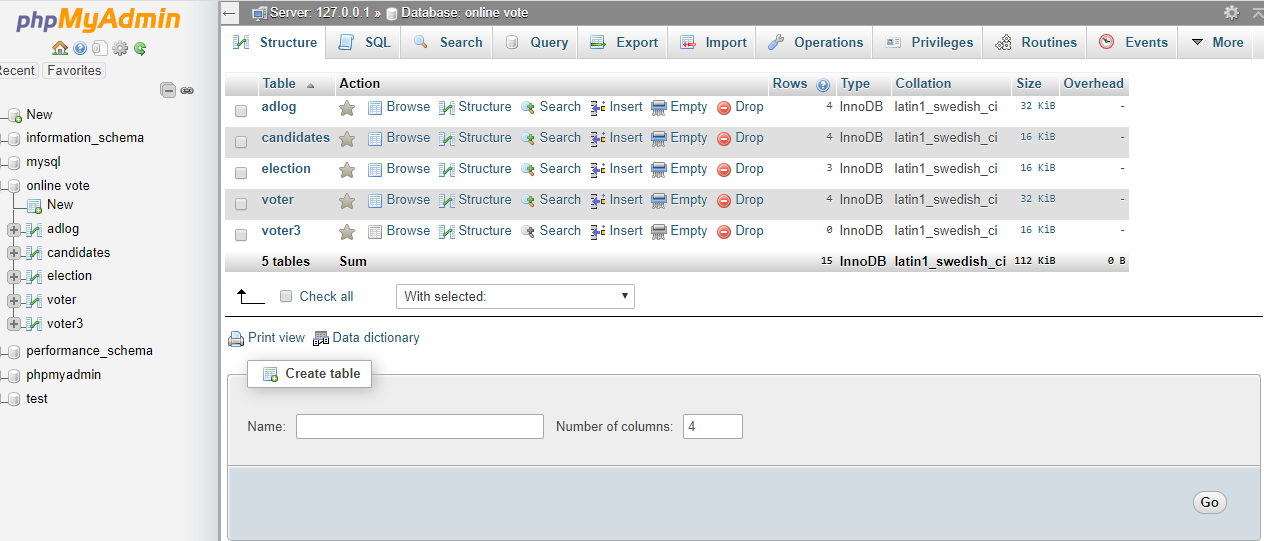 phpMyAdmin
Recent Favorites
New
information_schema
mysql
online vote
New
adlog
candidates
election
voter
voter3
performance_schema
phpmyadmin
test
Server: 127.0.0.1 » Database: online vote
Structure SQL Search Query Export Import Operations Privileges Routines Events More
Table Action Rows Type Collation Size Overhead
adlog Browse Structure Search Insert Empty Drop 4 InnoDB latin1_swedish_ci 32 KiB -
candidates Browse Structure Search Insert Empty Drop 4 InnoDB latin1_swedish_ci 16 KiB -
election Browse Structure Search Insert Empty Drop 3 InnoDB latin1_swedish_ci 16 KiB -
voter Browse Structure Search Insert Empty Drop 4 InnoDB latin1_swedish_ci 32 KiB -
voter3 Browse Structure Search Insert Empty Drop 0 InnoDB latin1_swedish_ci 16 KiB -
5 tables Sum 15 InnoDB latin1_swedish_ci 112 KiB 0 B
Check all With selected:
Print view Data dictionary
Create table
Name: Number of columns: 4
Go